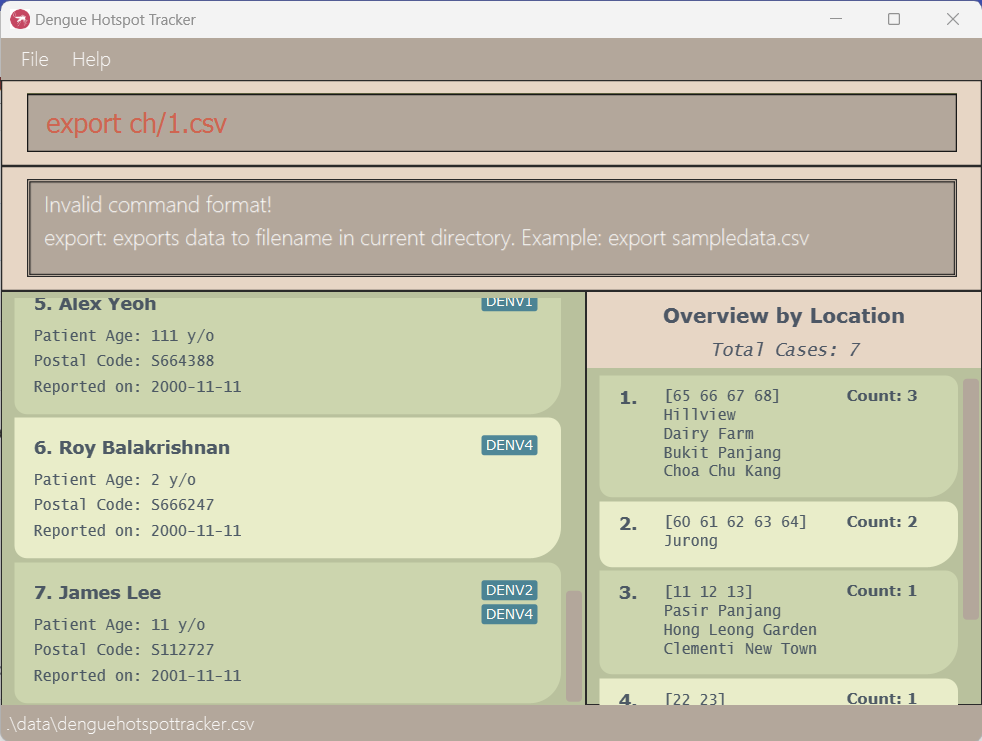 Dengue Hotspot Tracker
File Help
export ch/1.csv
Invalid command format!
export: exports data to filename in current directory. Example: export sampledata.csv
5. Alex Yeoh DENV1
Patient Age: 111 y/o
Postal Code: S664388
Reported on: 2000-11-11
6. Roy Balakrishnan DENV4
Patient Age: 2 y/o
Postal Code: S666247
Reported on: 2000-11-11
7. James Lee DENV2
DENV4
Patient Age: 11 y/o
Postal Code: S112727
Reported on: 2001-11-11
Overview by Location
Total Cases: 7
1. [65 66 67 68] Count: 3
Hillview
Dairy Farm
Bukit Panjang
Choa Chu Kang
2. [60 61 62 63 64] Count: 2
Jurong
3. [11 12 13] Count: 1
Pasir Panjang
Hong Leong Garden
Clementi New Town
4. [22 23] Count: 1
.\data\denguehotspottracker.csv